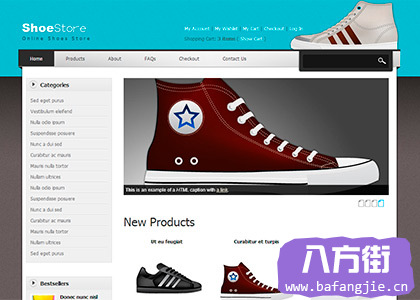 ShoeStore
Online Shoes Store
My Account | My Wishlist | My Cart | Checkout | Log In
Shopping Cart: 0 items | Show Cart
Home Products About FAQs Checkout Contact Us
Categories
Sed eget purus
Vestibulum eleifend
Nulla odio ipsum
Suspendisse posuere
Nunc a dui sed
Curabitur ac mauris
Mauris nulla tortor
Nullam ultrices
Sed eget purus
Suspendisse posuere
Nunc a dui sed
Curabitur ac mauris
Mauris nulla tortor
Nullam ultrices
Sed eget purus
This is an example of a HTML caption with a link.
New Products
Ut eu feugiat
Curabitur et turpis
Bestsellers
Donec nunc nisl
八方街
www.bafangjie.cn